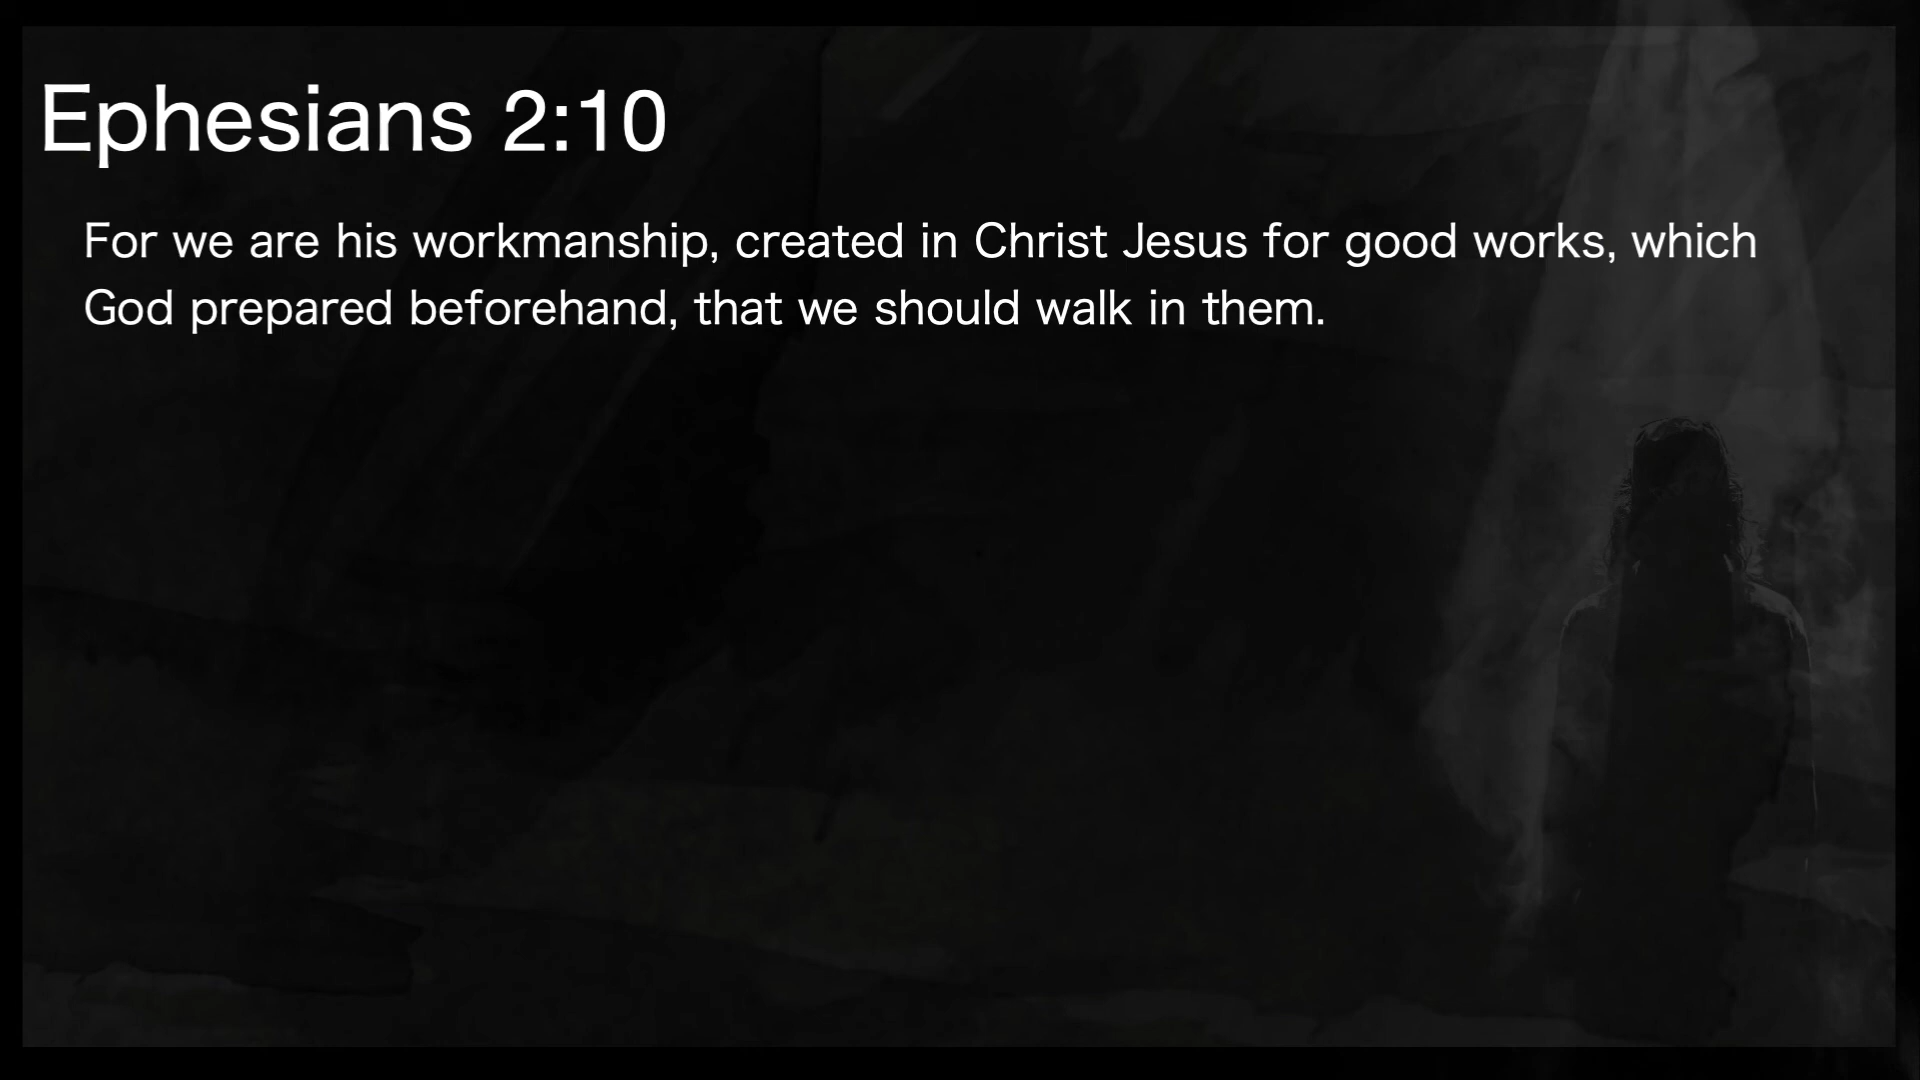 Ephesians 2:10
For we are his workmanship, created in Christ Jesus for good works, which
God prepared beforehand, that we should walk in them.